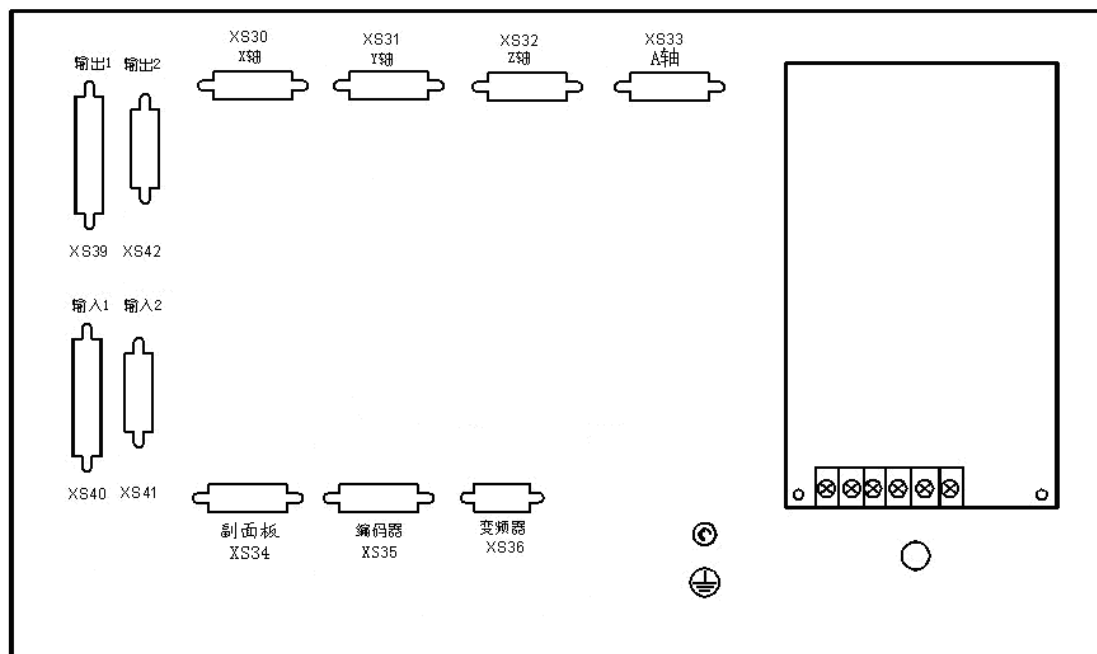 XS30
X轴
XS31
Y轴
XS32
Z轴
XS33
A轴
输出1 输出2
XS39 XS42
输入1 输入2
XS40 XS41
副面板
XS34
编码器
XS35
变频器
XS36